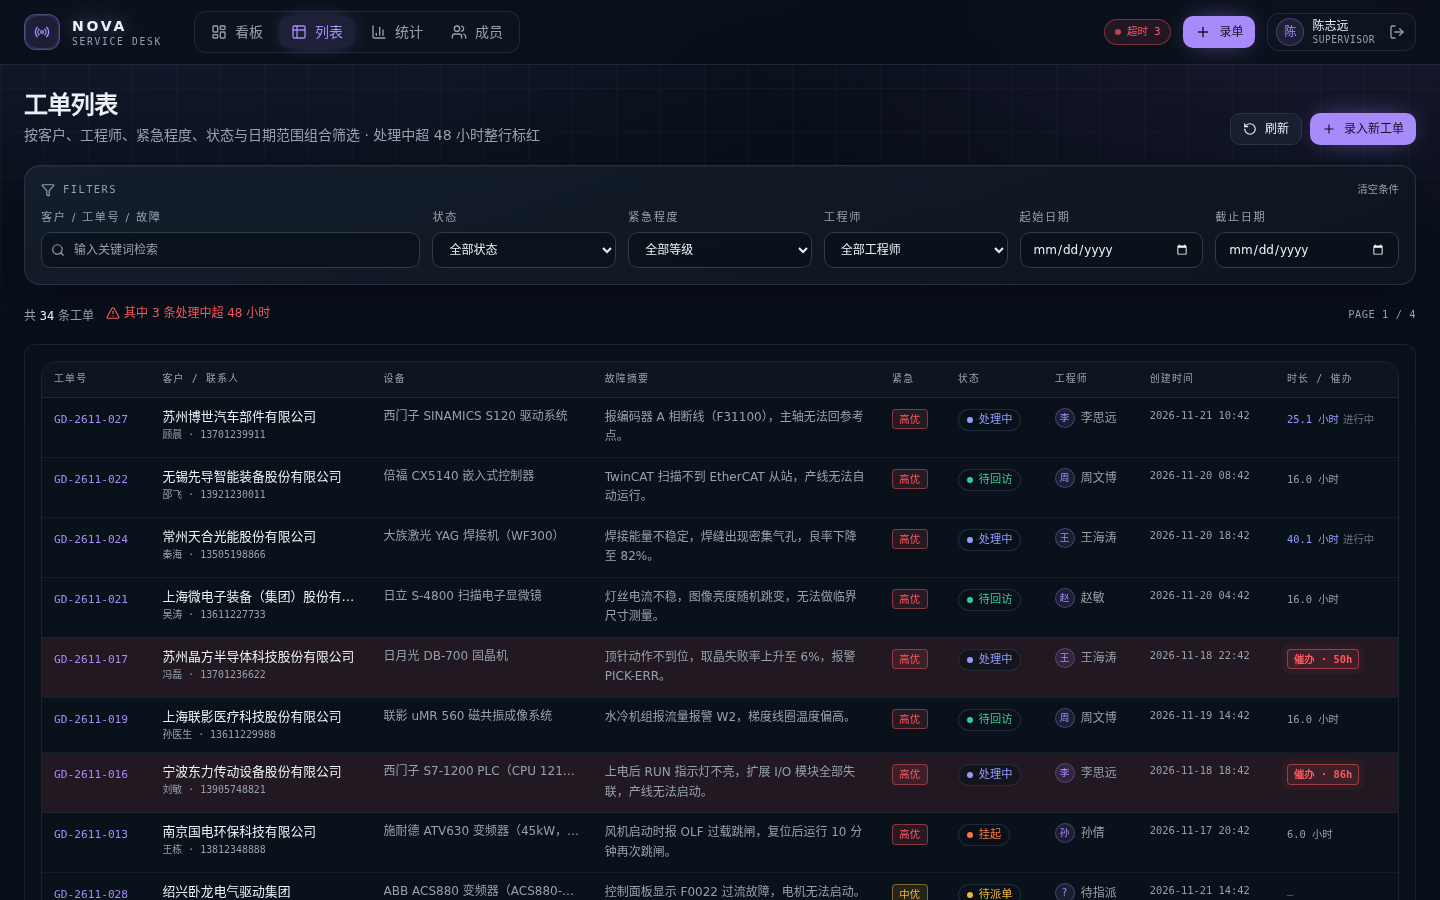 NOVA
SERVICE DESK
看板
列表
统计
成员
超时 3
录单
陈
陈志远
SUPERVISOR
工单列表
按客户、工程师、紧急程度、状态与日期范围组合筛选 · 处理中超 48 小时整行标红
刷新
录入新工单
FILTERS
清空条件
客户 / 工单号 / 故障
状态
紧急程度
工程师
起始日期
截止日期
输入关键词检索
全部状态
全部等级
全部工程师
mm/dd/yyyy
mm/dd/yyyy
共 34 条工单
其中 3 条处理中超 48 小时
PAGE 1 / 4
工单号
客户 / 联系人
设备
故障摘要
紧急
状态
工程师
创建时间
时长 / 催办
GD-2611-027
苏州博世汽车部件有限公司
顾晨 · 13701239911
西门子 SINAMICS S120 驱动系统
报编码器 A 相断线（F31100），主轴无法回参考
点。
高优
处理中
李
李思远
2026-11-21 10:42
25.1 小时 进行中
GD-2611-022
无锡先导智能装备股份有限公司
邵飞 · 13921230011
倍福 CX5140 嵌入式控制器
TwinCAT 扫描不到 EtherCAT 从站，产线无法自
动运行。
高优
待回访
周
周文博
2026-11-20 08:42
16.0 小时
GD-2611-024
常州天合光能股份有限公司
秦海 · 13505198866
大族激光 YAG 焊接机（WF300）
焊接能量不稳定，焊缝出现密集气孔，良率下降
至 82%。
高优
处理中
王
王海涛
2026-11-20 18:42
40.1 小时 进行中
GD-2611-021
上海微电子装备（集团）股份有…
吴涛 · 13611227733
日立 S-4800 扫描电子显微镜
灯丝电流不稳，图像亮度随机跳变，无法做临界
尺寸测量。
高优
待回访
赵
赵敏
2026-11-20 04:42
16.0 小时
GD-2611-017
苏州晶方半导体科技股份有限公司
冯磊 · 13701236622
日月光 DB-700 固晶机
顶针动作不到位，取晶失败率上升至 6%，报警
PICK-ERR。
高优
处理中
王
王海涛
2026-11-18 22:42
催办 · 50h
GD-2611-019
上海联影医疗科技股份有限公司
孙医生 · 13611229988
联影 uMR 560 磁共振成像系统
水冷机组报流量报警 W2，梯度线圈温度偏高。
高优
待回访
周
周文博
2026-11-19 14:42
16.0 小时
GD-2611-016
宁波东力传动设备股份有限公司
刘敏 · 13905748821
西门子 S7-1200 PLC（CPU 121…
上电后 RUN 指示灯不亮，扩展 I/O 模块全部失
联，产线无法启动。
高优
处理中
李
李思远
2026-11-18 18:42
催办 · 86h
GD-2611-013
南京国电环保科技有限公司
王栋 · 13812348888
施耐德 ATV630 变频器（45kW，…
风机启动时报 OLF 过载跳闸，复位后运行 10 分
钟再次跳闸。
高优
挂起
孙
孙倩
2026-11-17 20:42
6.0 小时
GD-2611-028
绍兴卧龙电气驱动集团
ABB ACS880 变频器（ACS880-…
控制面板显示 F0022 过流故障，电机无法启动。
中优
待派单
?
待指派
2026-11-21 14:42
—